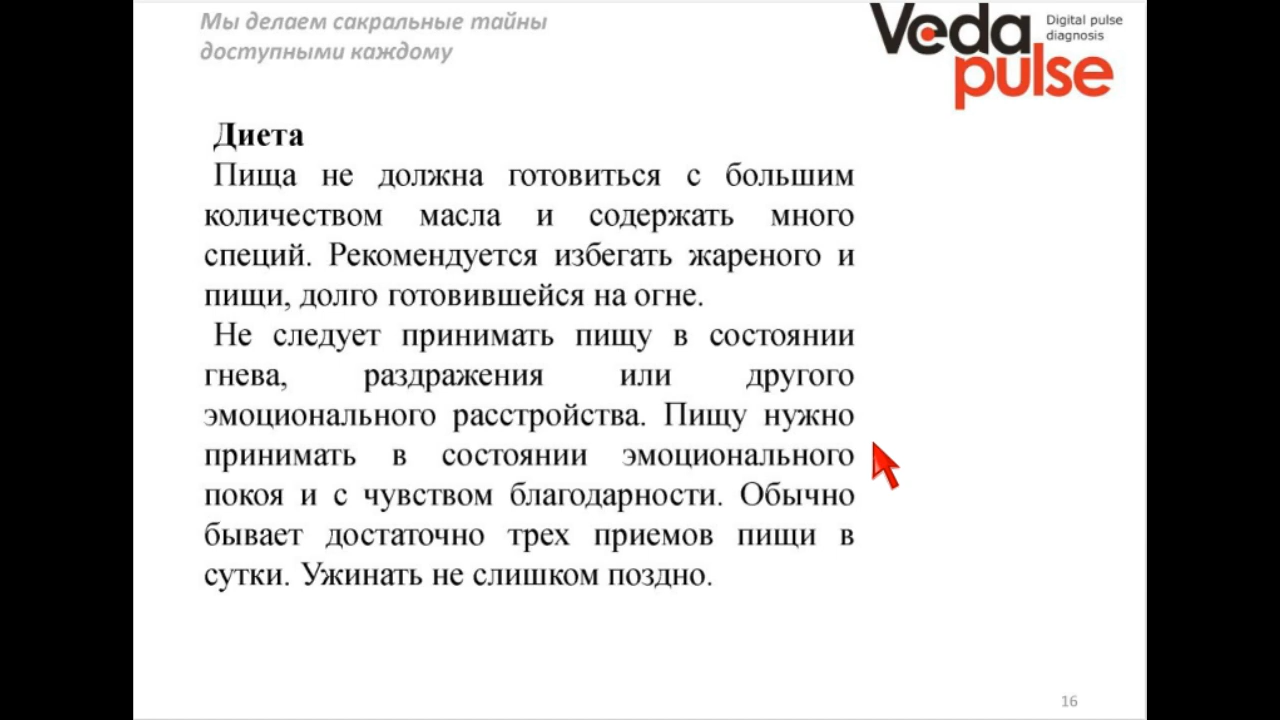 Мы делаем сакральные тайны
доступными каждому
Veda
pulse
Digital pulse
diagnosis
Диета
Пища не должна готовиться с большим
количеством масла и содержать много
специй. Рекомендуется избегать жареного и
пищи, долго готовившейся на огне.
Не следует принимать пищу в состоянии
гнева, раздражения или другого
эмоционального расстройства. Пищу нужно
принимать в состоянии эмоционального
покоя и с чувством благодарности. Обычно
бывает достаточно трех приемов пищи в
сутки. Ужинать не слишком поздно.
16